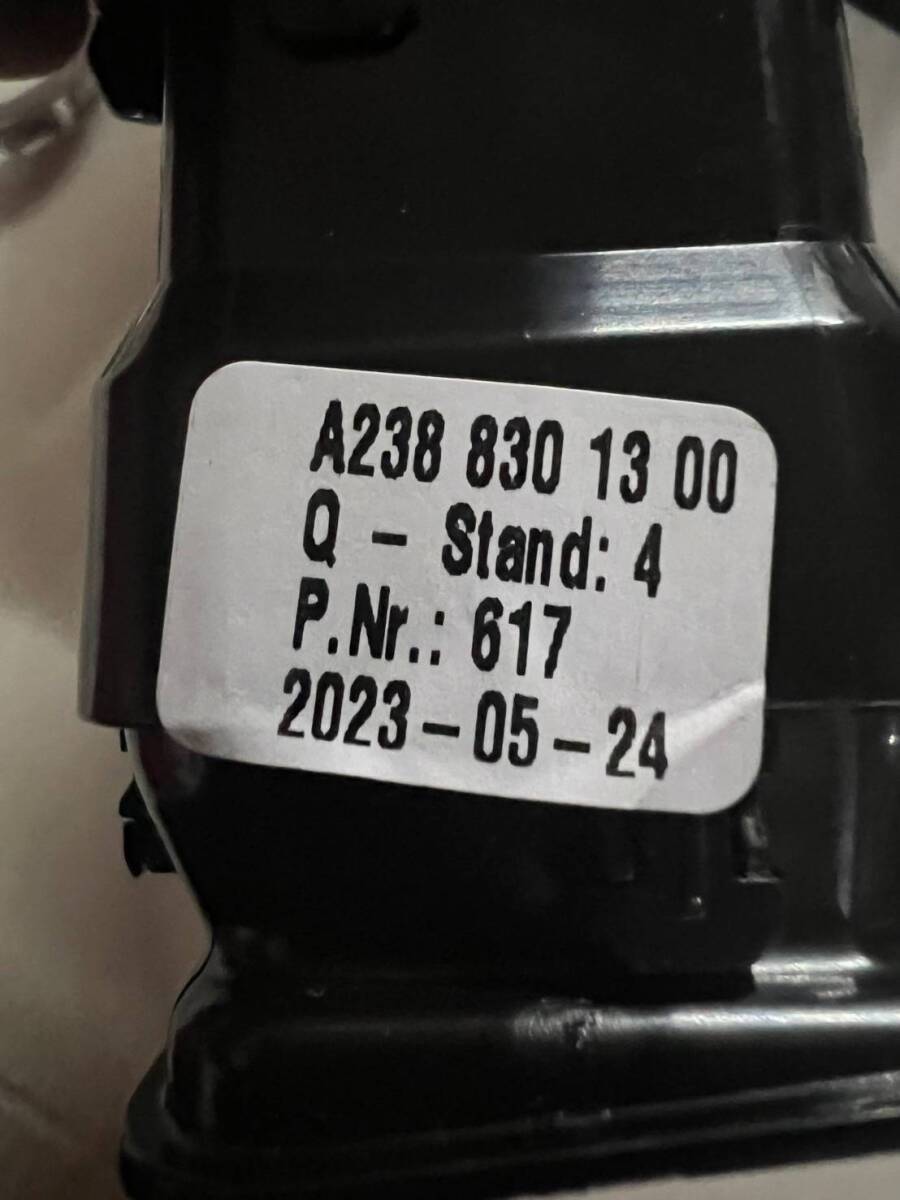 A238 830 13 00
Q - Stand: 4
P.Nr.: 617
2023-05-24